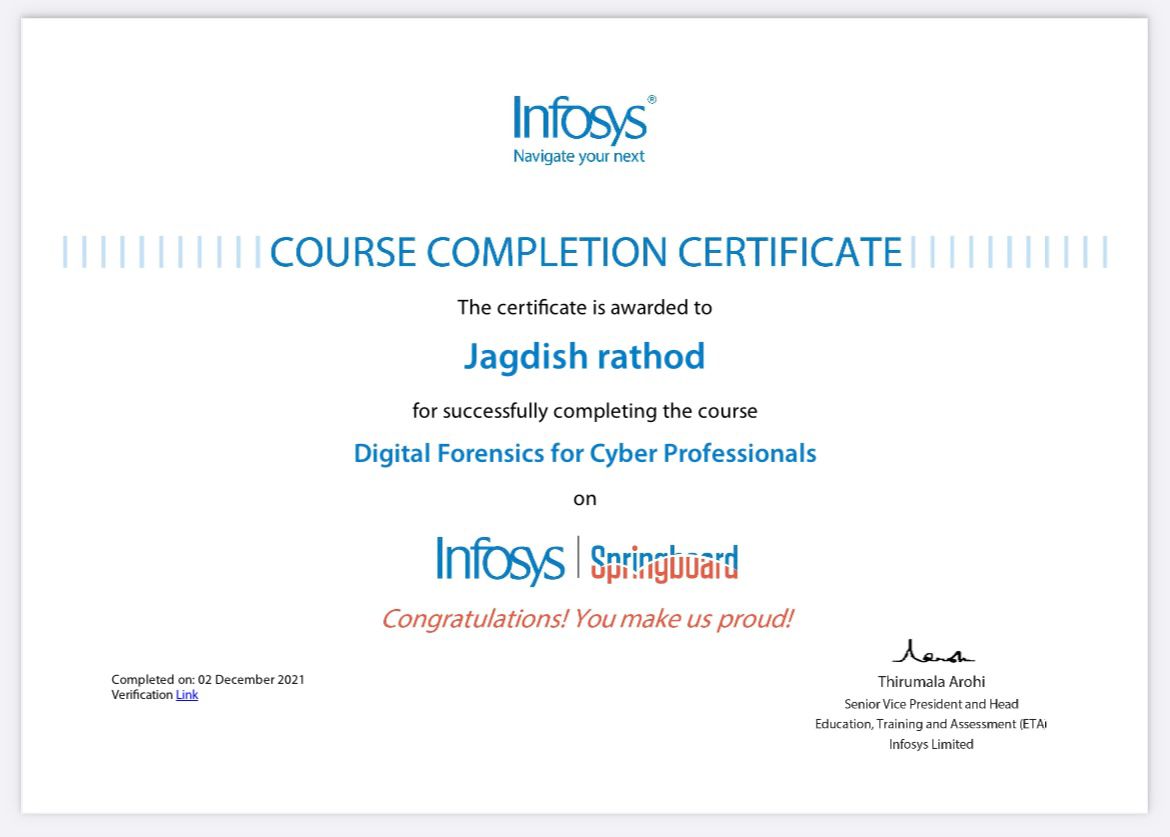 Infosys®
Navigate your next
COURSE COMPLETION CERTIFICATE
The certificate is awarded to
Jagdish rathod
for successfully completing the course
Digital Forensics for Cyber Professionals
on
Infosys | Springboard
Congratulations! You make us proud!
Completed on: 02 December 2021
Verification Link
Thirumala Arohi
Senior Vice President and Head
Education, Training and Assessment (ETA)
Infosys Limited